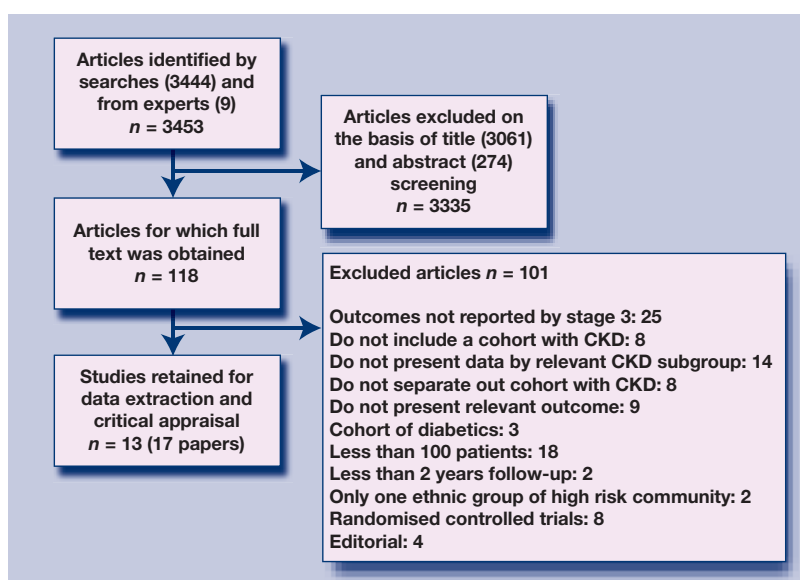 Articles identified by
searches (3444) and
from experts (9)
n = 3453
Articles excluded on
the basis of title (3061)
and abstract (274)
screening
n = 3335
Articles for which full
text was obtained
n = 118
Excluded articles n = 101
Outcomes not reported by stage 3: 25
Do not include a cohort with CKD: 8
Do not present data by relevant CKD subgroup: 14
Do not separate out cohort with CKD: 8
Do not present relevant outcome: 9
Cohort of diabetics: 3
Less than 100 patients: 18
Less than 2 years follow-up: 2
Only one ethnic group of high risk community: 2
Randomised controlled trials: 8
Editorial: 4
Studies retained for
data extraction and
critical appraisal
n = 13 (17 papers)